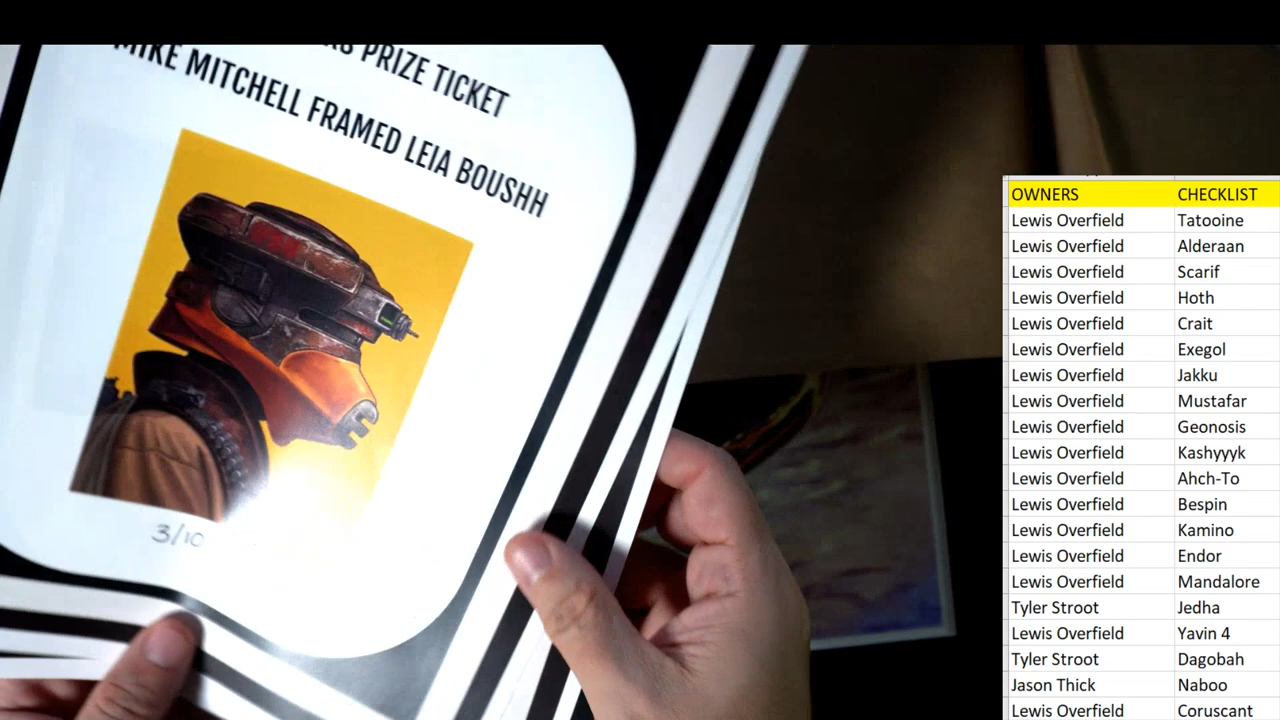 PRIZE TICKET
MIKE MITCHELL FRAMED LEIA BOUSHH
3/10
OWNERS CHECKLIST
Lewis Overfield Tatooine
Lewis Overfield Alderaan
Lewis Overfield Scarif
Lewis Overfield Hoth
Lewis Overfield Crait
Lewis Overfield Exegol
Lewis Overfield Jakku
Lewis Overfield Mustafar
Lewis Overfield Geonosis
Lewis Overfield Kashyyyk
Lewis Overfield Ahch-To
Lewis Overfield Bespin
Lewis Overfield Kamino
Lewis Overfield Endor
Lewis Overfield Mandalore
Tyler Stroot Jedha
Lewis Overfield Yavin 4
Tyler Stroot Dagobah
Jason Thick Naboo
Lewis Overfield Coruscant